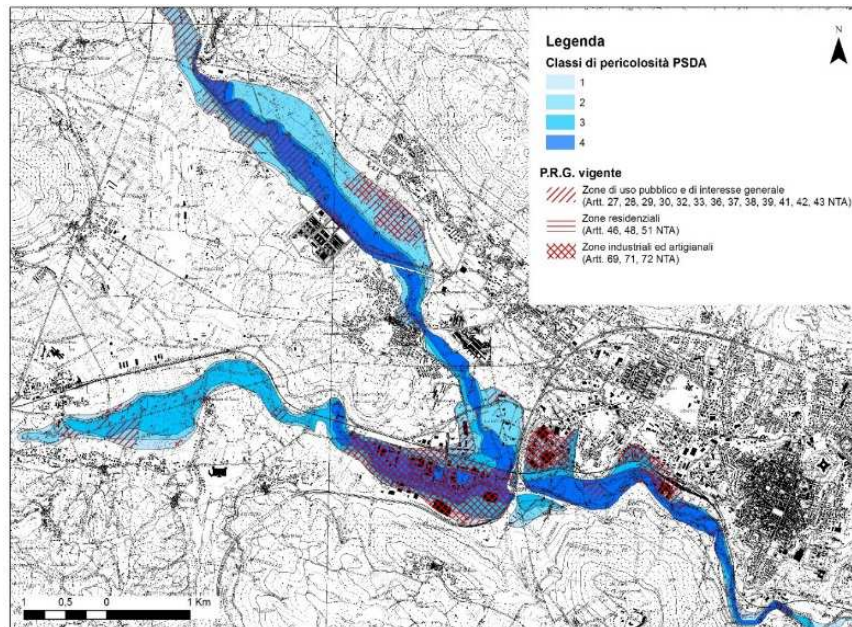 Legenda
N
Classi di pericolosità PSDA
1
2
3
4
P.R.G. vigente
Zone di uso pubblico e di interesse generale
(Artt. 27, 28, 29, 30, 32, 33, 36, 37, 38, 39, 41, 42, 43 NTA)
Zone residenziali
(Artt. 46, 48, 51 NTA)
Zone industriali ed artigianali
(Artt. 69, 71, 72 NTA)
1 0,5 0 1 Km